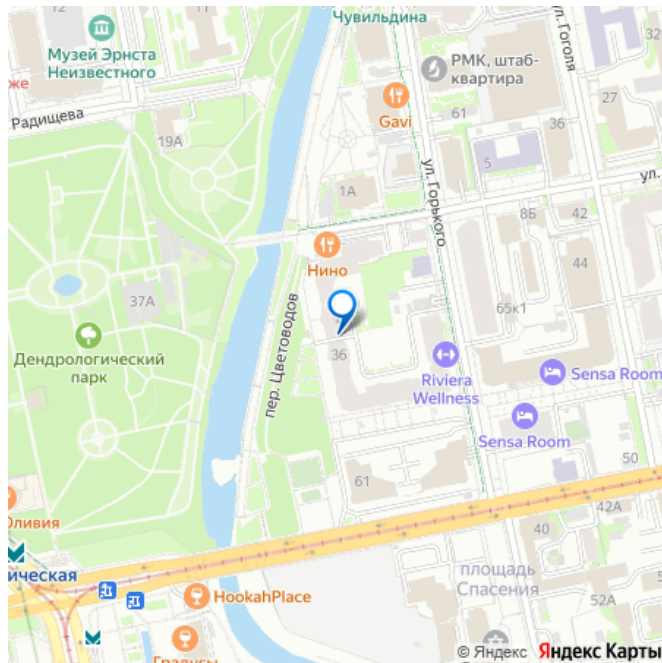 Чувильдина
12
Музей Эрнста
Неизвестного
же
РМК, штаб-
квартира
ул. Гоголя
27
Радищева
19А
Gavi
61
36
5
ул. Горького
ул.
1А
8Б
42
Нино
44
37А
65к1
пер. Цветоводов
Дендрологический
парк
36
Riviera
Wellness
Sensa Room
Sensa Room
61
50
Оливия
42А
40
ическая
площадь
Спасения
HookahPlace
52А
Градусы
© Яндекс Яндекс Карты